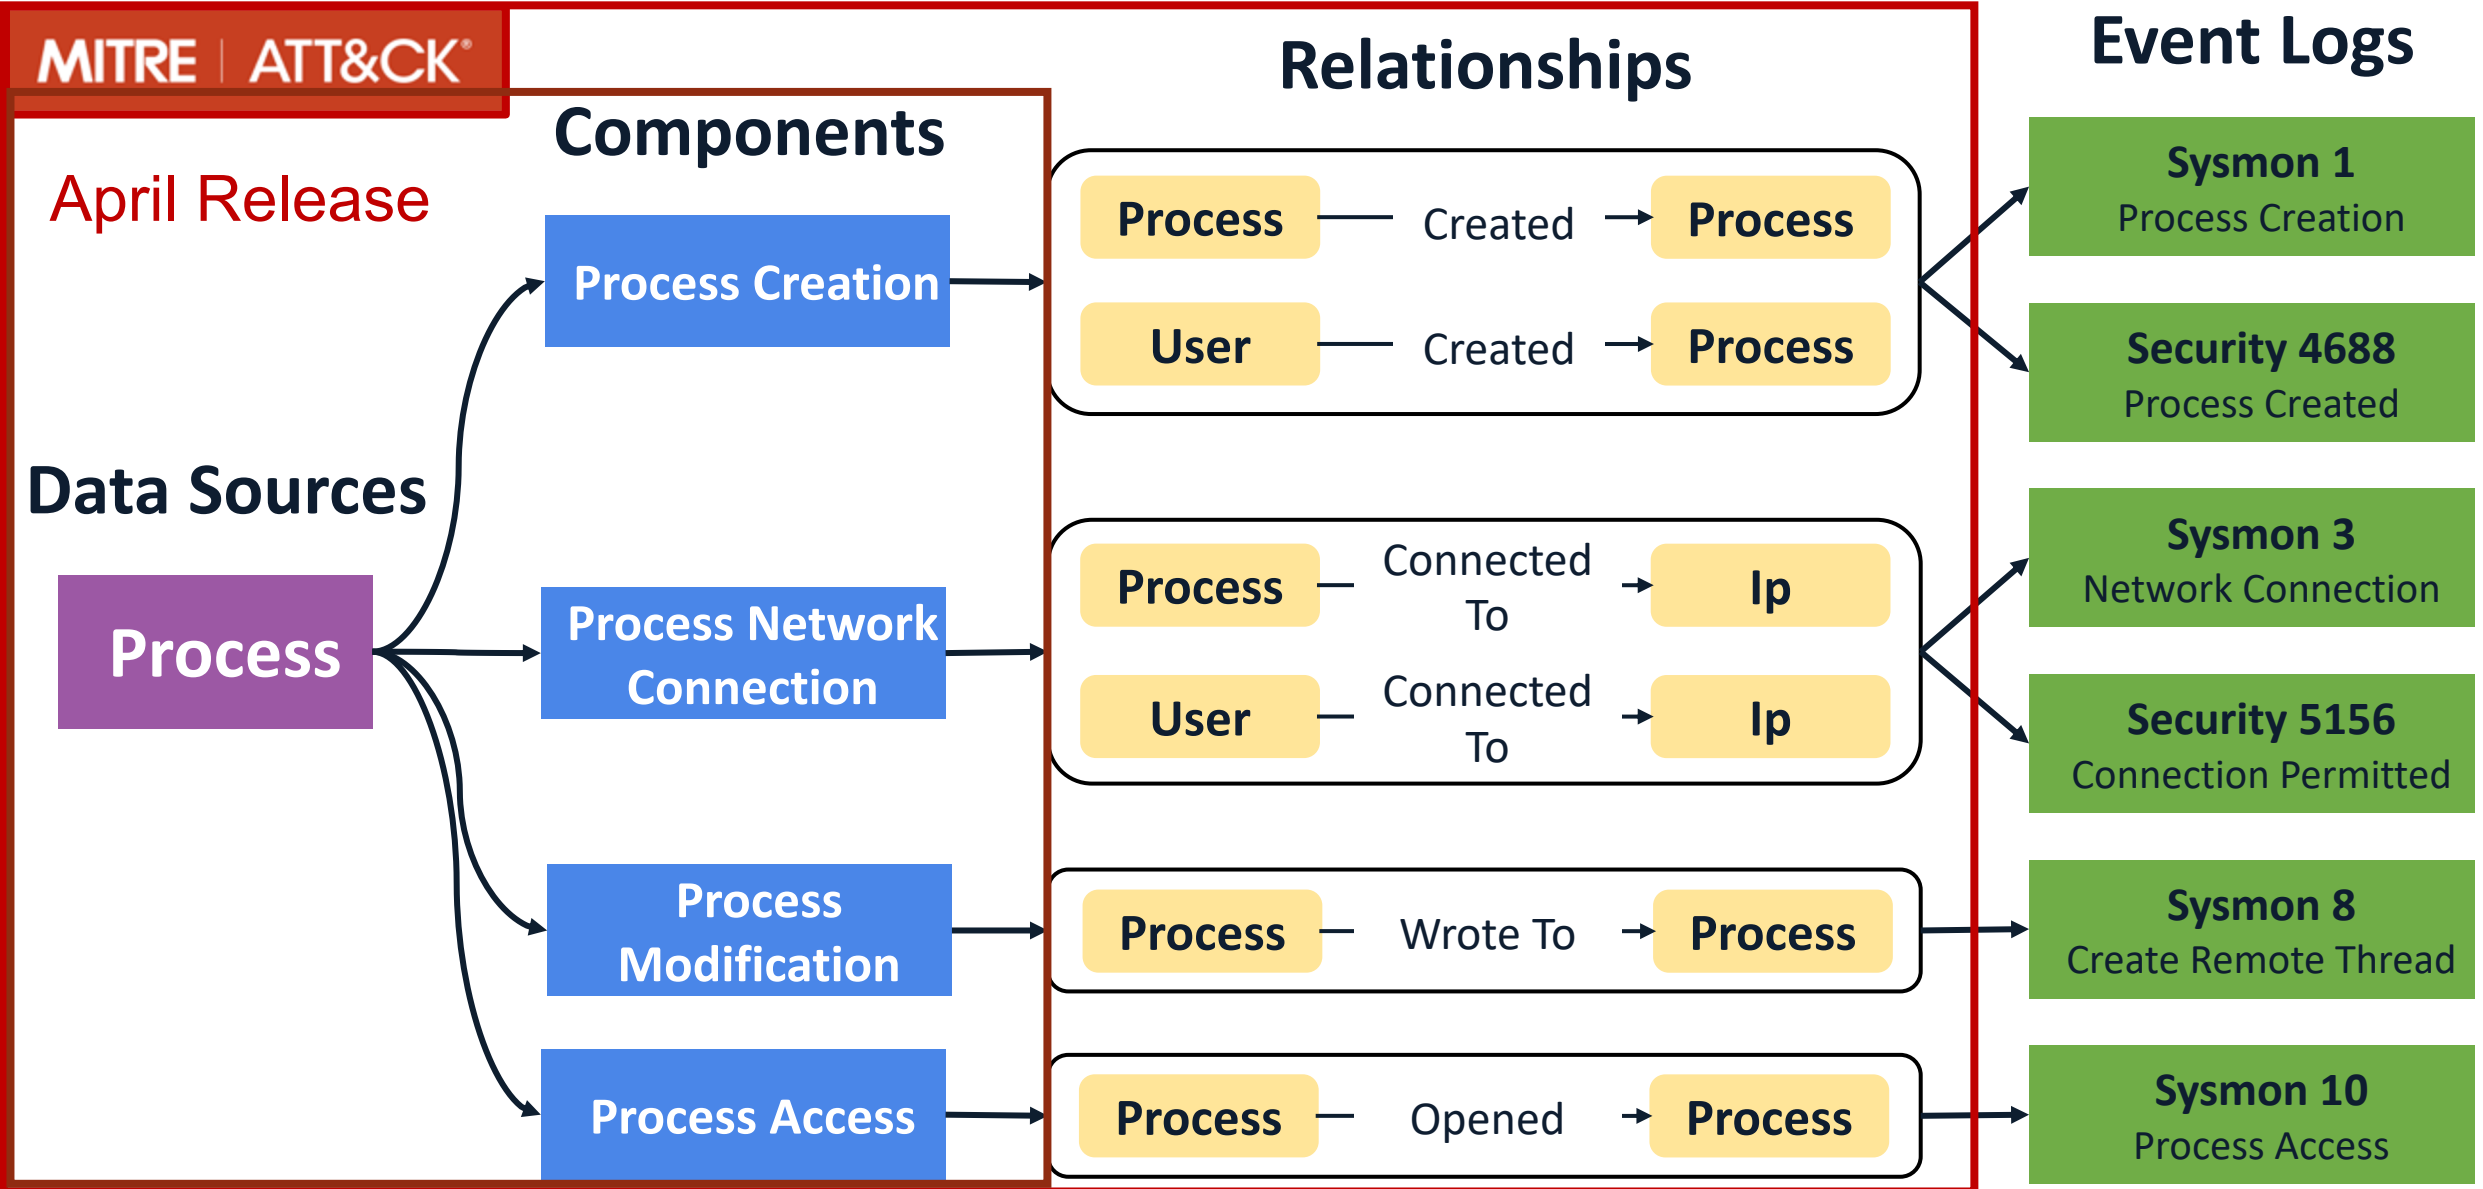 MITRE | ATT&CK®
April Release
Data Sources
Process
Components
Process Creation
Process Network
Connection
Process
Modification
Process Access
Relationships
Process Created Process
User Created Process
Process Connected To Ip
User Connected To Ip
Process Wrote To Process
Process Opened Process
Event Logs
Sysmon 1
Process Creation
Security 4688
Process Created
Sysmon 3
Network Connection
Security 5156
Connection Permitted
Sysmon 8
Create Remote Thread
Sysmon 10
Process Access